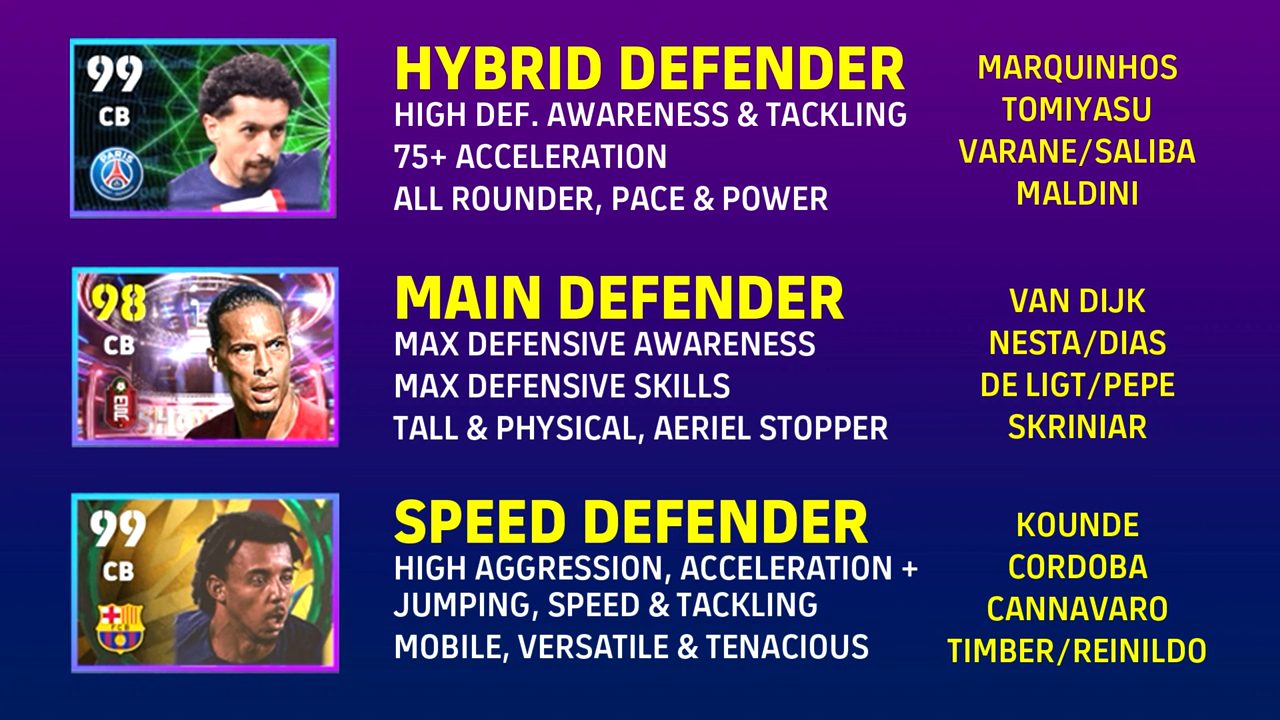 99
CB
PARIS
HYBRID DEFENDER
HIGH DEF. AWARENESS & TACKLING
75+ ACCELERATION
ALL ROUNDER, PACE & POWER
MARQUINHOS
TOMIYASU
VARANE/SALIBA
MALDINI
98
CB
MAIN DEFENDER
MAX DEFENSIVE AWARENESS
MAX DEFENSIVE SKILLS
TALL & PHYSICAL, AERIEL STOPPER
VAN DIJK
NESTA/DIAS
DE LIGT/PEPE
SKRINIAR
99
CB
FCB
SPEED DEFENDER
HIGH AGGRESSION, ACCELERATION +
JUMPING, SPEED & TACKLING
MOBILE, VERSATILE & TENACIOUS
KOUNDE
CORDOBA
CANNAVARO
TIMBER/REINILDO